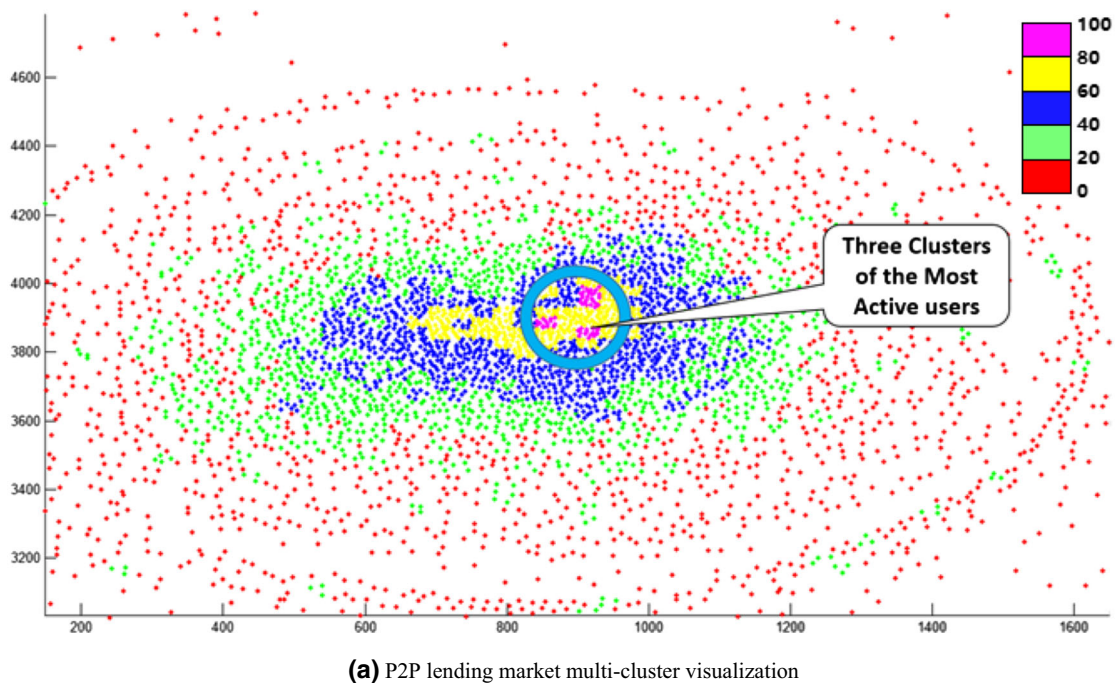 100
80
60
40
20
0
4600
4400
4200
4000
3800
3600
3400
3200
Three Clusters
of the Most
Active users
200 400 600 800 1000 1200 1400 1600
(a) P2P lending market multi-cluster visualization